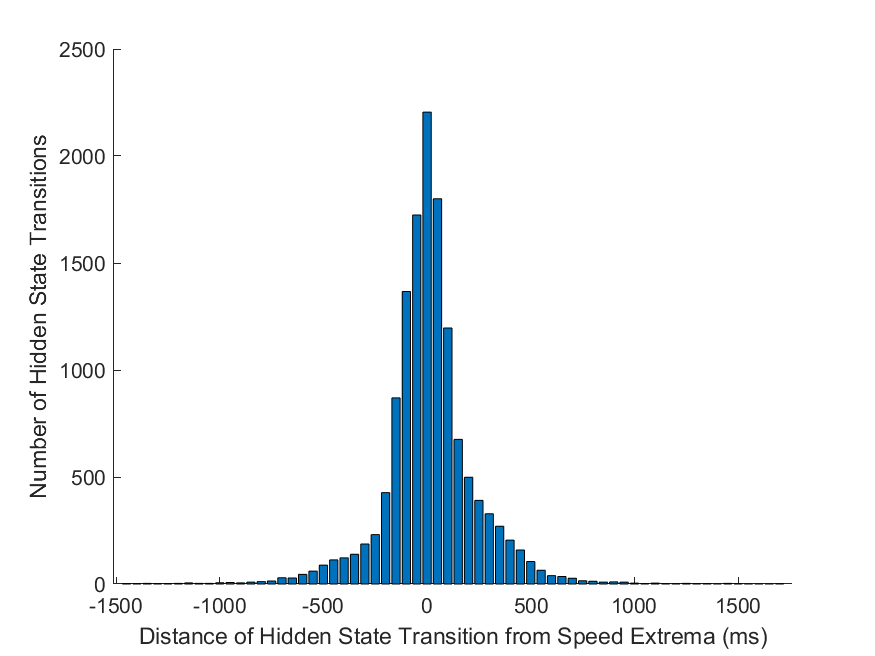 2500
2000
1500
1000
500
0
Number of Hidden State Transitions
-1500 -1000 -500 0 500 1000 1500
Distance of Hidden State Transition from Speed Extrema (ms)